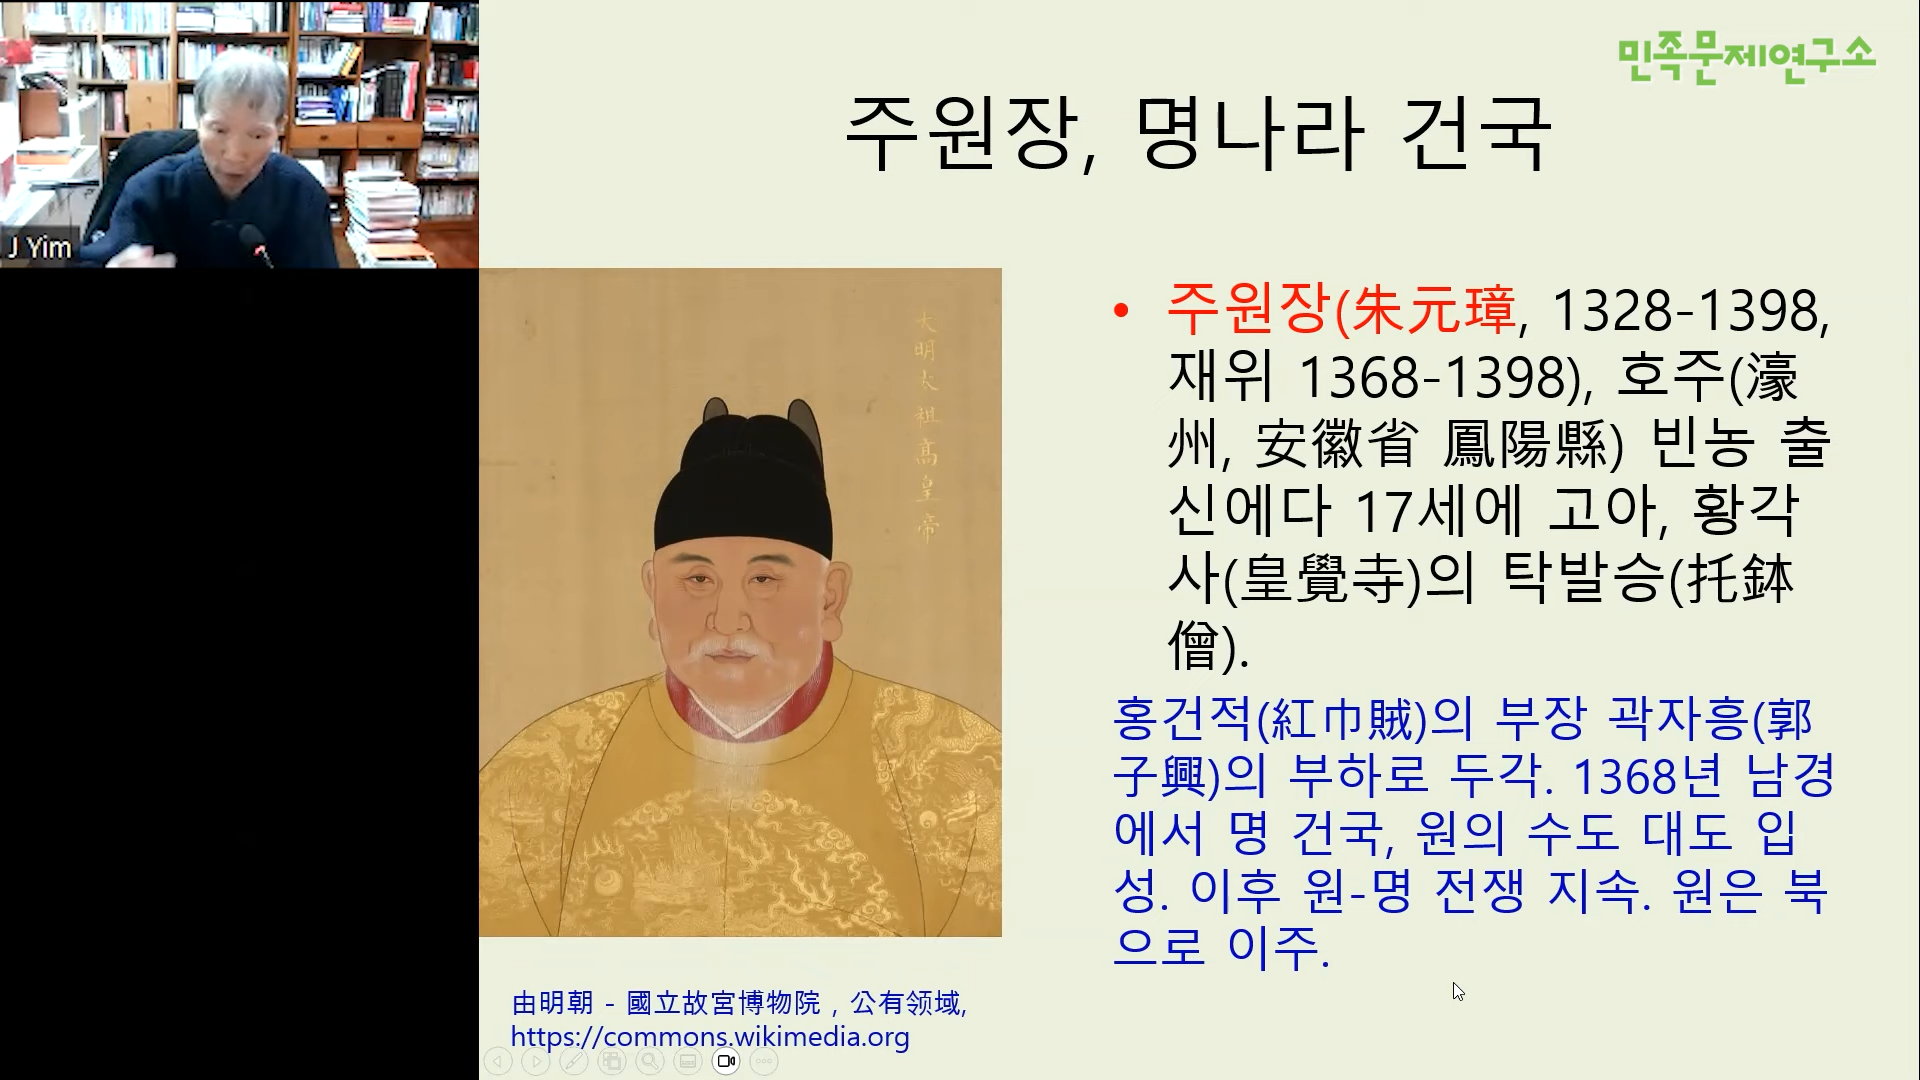 민족문제연구소
주원장, 명나라 건국
J Yim
大明太祖高皇帝
• 주원장(朱元璋, 1328-1398,
재위 1368-1398), 호주(濠
州, 安徽省 鳳陽縣) 빈농 출
신에다 17세에 고아, 황각
사(皇覺寺)의 탁발승(托鉢
僧).
홍건적(紅巾賊)의 부장 곽자흥(郭
子興)의 부하로 두각. 1368년 남경
에서 명 건국, 원의 수도 대도 입
성. 이후 원-명 전쟁 지속. 원은 북
으로 이주.
由明朝 - 國立故宮博物院，公有领域,
https://commons.wikimedia.org